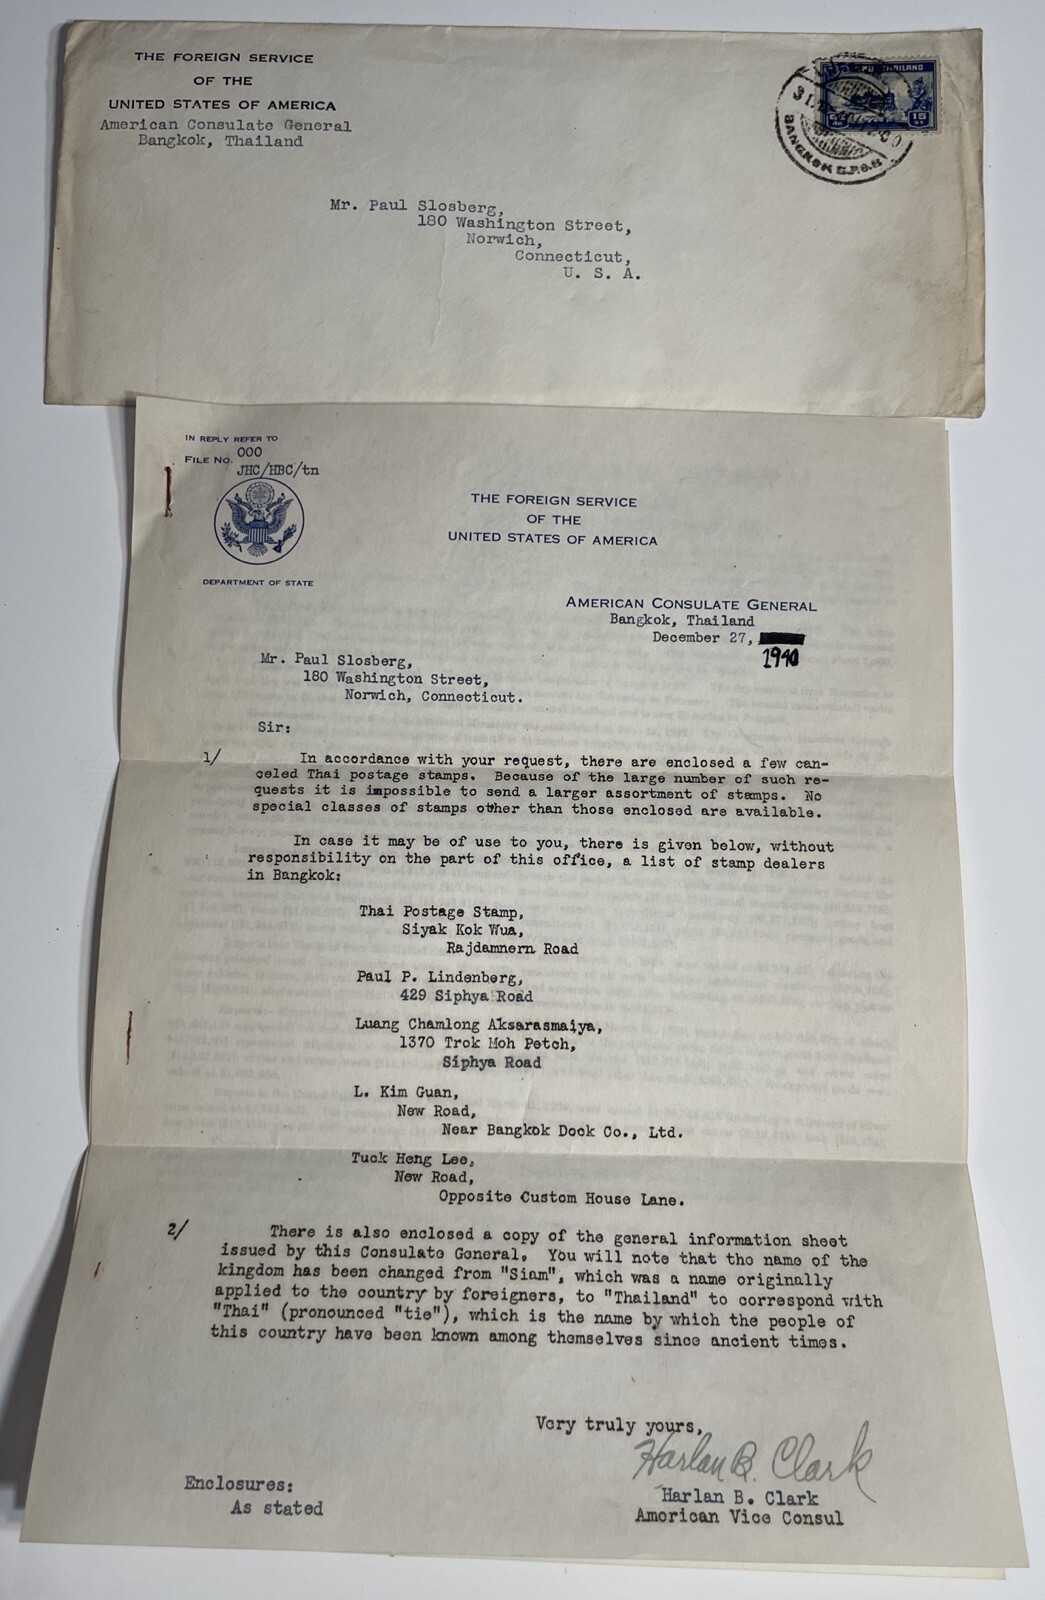 THE FOREIGN SERVICE
OF THE
UNITED STATES OF AMERICA
American Consulate General
Bangkok, Thailand
THAILAND
15
BANGKOK G.P.O.
Mr. Paul Slosberg,
180 Washington Street,
Norwich,
Connecticut,
U. S. A.
IN REPLY REFER TO
FILE NO. 000
JHC/HBC/tn
DEPARTMENT OF STATE
THE FOREIGN SERVICE
OF THE
UNITED STATES OF AMERICA
AMERICAN CONSULATE GENERAL
Bangkok, Thailand
December 27,
1940
Mr. Paul Slosberg,
180 Washington Street,
Norwich, Connecticut.
Sir:
1/ In accordance with your request, there are enclosed a few can-
celed Thai postage stamps. Because of the large number of such re-
quests it is impossible to send a larger assortment of stamps. No
special classes of stamps other than those enclosed are available.
In case it may be of use to you, there is given below, without
responsibility on the part of this office, a list of stamp dealers
in Bangkok:
Thai Postage Stamp,
Siyak Kok Wua,
Rajdamnern Road
Paul P. Lindenberg,
429 Siphya Road
Luang Chamlong Aksarasmaiya,
1370 Trok Moh Petch,
Siphya Road
L. Kim Guan,
New Road,
Near Bangkok Dock Co., Ltd.
Tuck Heng Lee,
New Road,
Opposite Custom House Lane.
2/ There is also enclosed a copy of the general information sheet
issued by this Consulate General. You will note that the name of the
kingdom has been changed from "Siam", which was a name originally
applied to the country by foreigners, to "Thailand" to correspond with
"Thai" (pronounced "tie"), which is the name by which the people of
this country have been known among themselves since ancient times.
Very truly yours,
Harlan B. Clark
Harlan B. Clark
American Vice Consul
Enclosures:
As stated